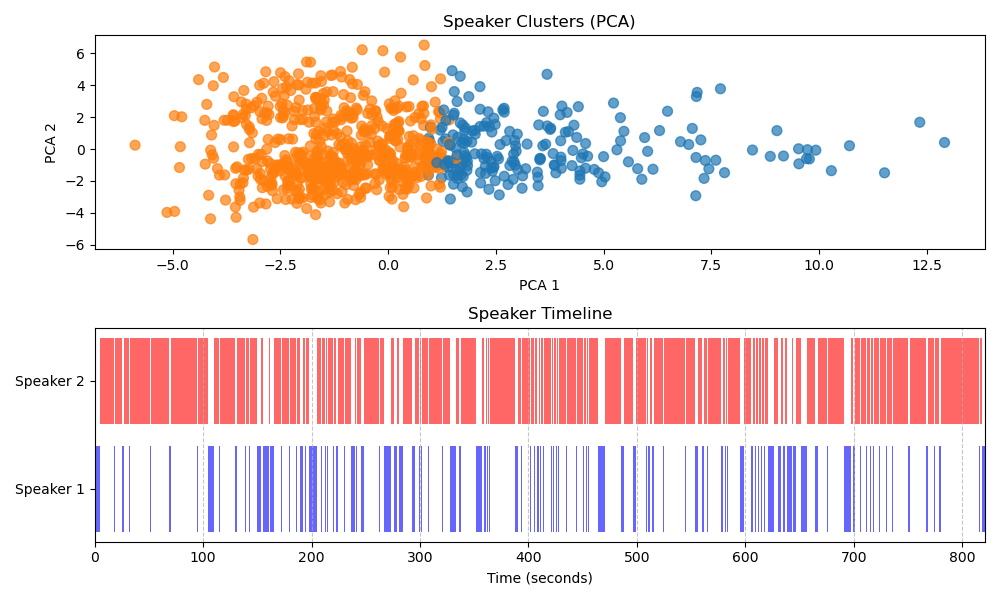 Speaker Clusters (PCA)
PCA 2
6
4
2
0
−2
−4
−6
−5.0 −2.5 0.0 2.5 5.0 7.5 10.0 12.5
PCA 1
Speaker Timeline
Speaker 2
Speaker 1
0 100 200 300 400 500 600 700 800
Time (seconds)